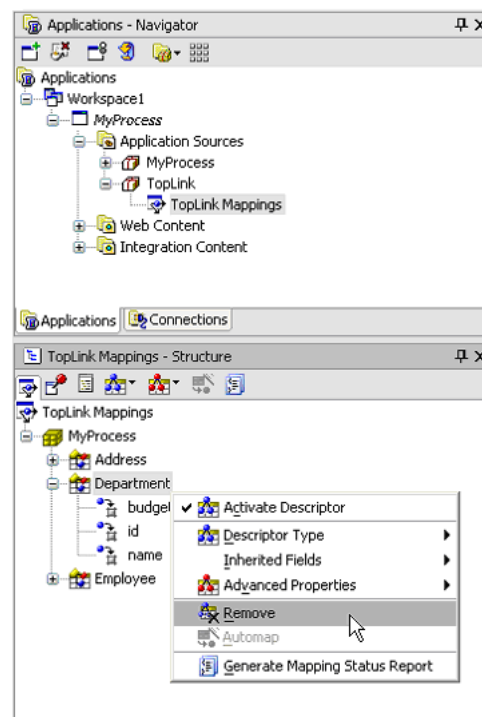 Applications - Navigator
Applications
Workspace1
MyProcess
Application Sources
MyProcess
TopLink
TopLink Mappings
Web Content
Integration Content
Applications Connections
TopLink Mappings - Structure
TopLink Mappings
MyProcess
Address
Department
budget
id
name
Employee
Activate Descriptor
Descriptor Type
Inherited Fields
Advanced Properties
Remove
Automap
Generate Mapping Status Report